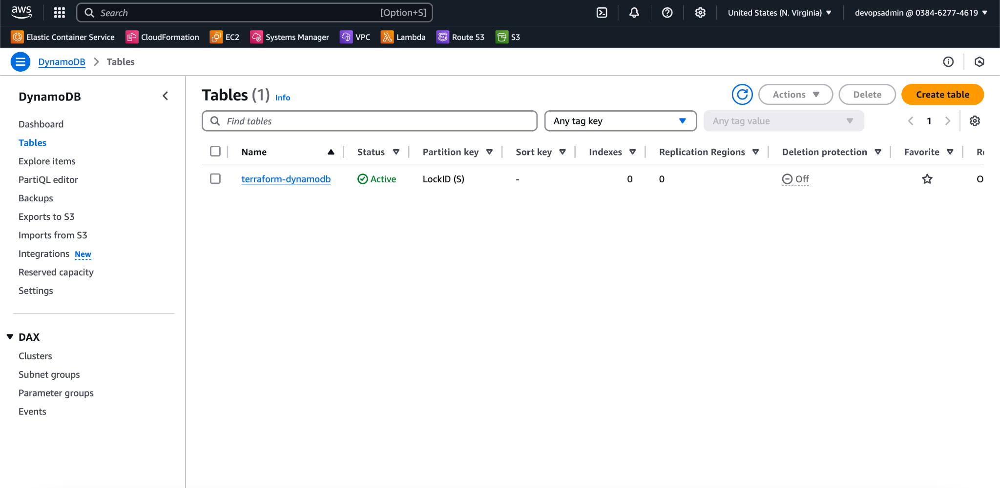 aws
Search [Option+S] United States (N. Virginia) devopsadmin @ 0384-6277-4619
Elastic Container Service CloudFormation EC2 Systems Manager VPC Lambda Route 53 S3
DynamoDB Tables
DynamoDB
Dashboard
Tables
Explore items
PartiQL editor
Backups
Exports to S3
Imports from S3
Integrations New
Reserved capacity
Settings
DAX
Clusters
Subnet groups
Parameter groups
Events
Tables (1) Info
Actions Delete Create table
Find tables Any tag key Any tag value 1
Name Status Partition key Sort key Indexes Replication Regions Deletion protection Favorite
terraform-dynamodb Active LockID (S) - 0 0 Off